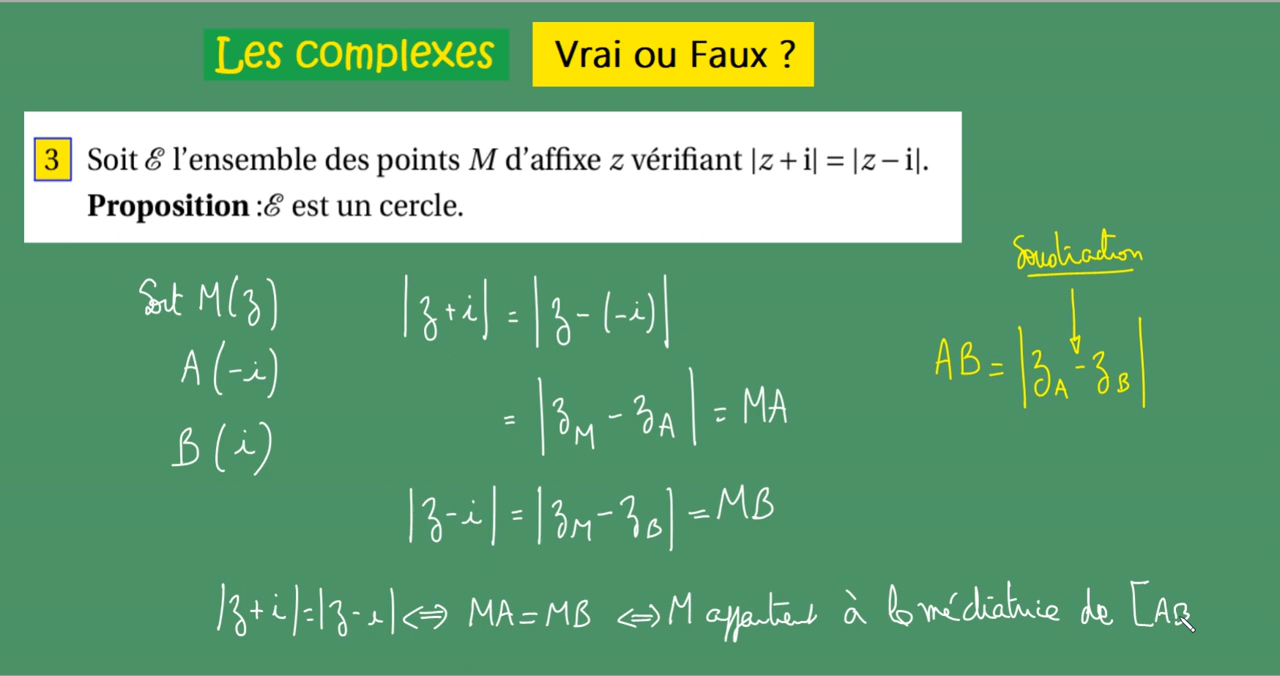 Les complexes
Vrai ou Faux ?
3 Soit ℰ l'ensemble des points M d'affixe z vérifiant |z + i| = |z − i|.
Proposition :ℰ est un cercle.
Soustraction
Soit M(z)
|z+i| = |z-(-i)|
A(-i)
AB = |z_A - z_B|
= |z_M - z_A| = MA
B(i)
|z-i| = |z_M - z_B| = MB
|z+i|=|z-i| ⇔ MA=MB ⇔ M appartient à la médiatrice de [AB